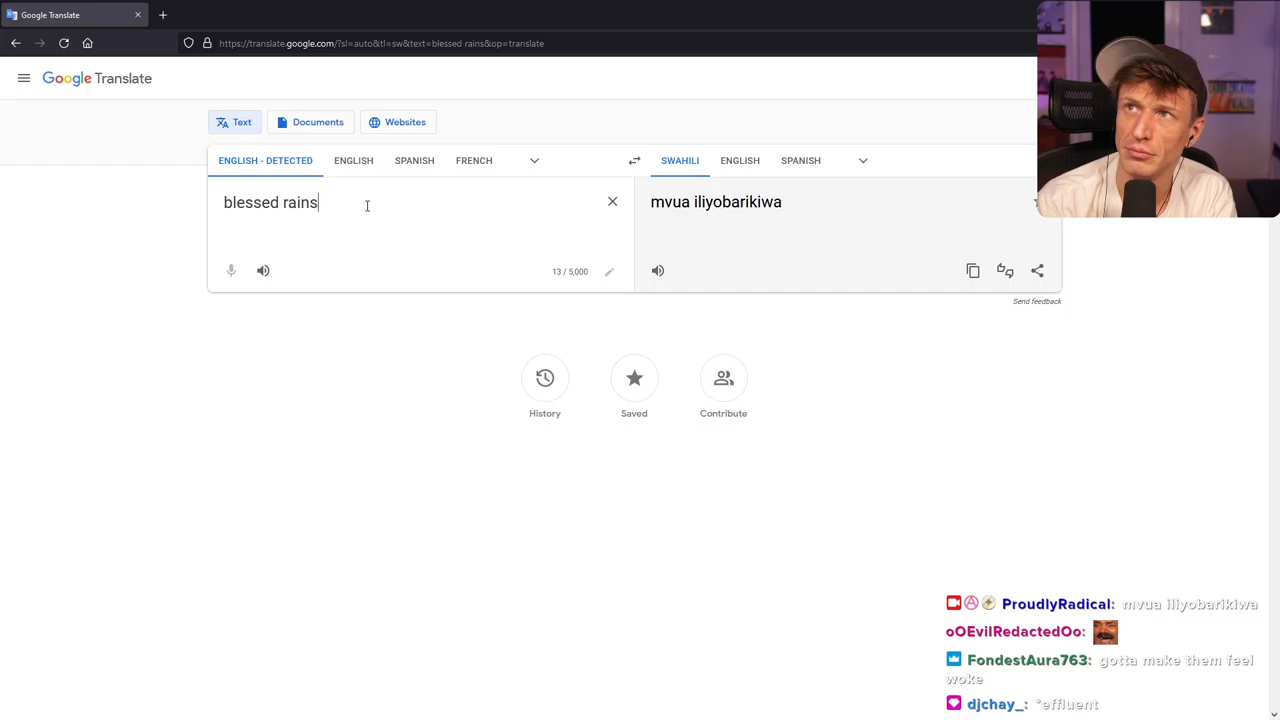 Google Translate
https://translate.google.com/?sl=auto&tl=sw&text=blessed rains&op=translate
Google Translate
Text
Documents
Websites
ENGLISH - DETECTED
ENGLISH
SPANISH
FRENCH
SWAHILI
ENGLISH
SPANISH
blessed rains
mvua iliyobarikiwa
13 / 5,000
Send feedback
History
Saved
Contribute
ProudlyRadical: mvua iliyobarikiwa
oOEvilRedactedOo:
FondestAura763: gotta make them feel
woke
djchay_: *effluent